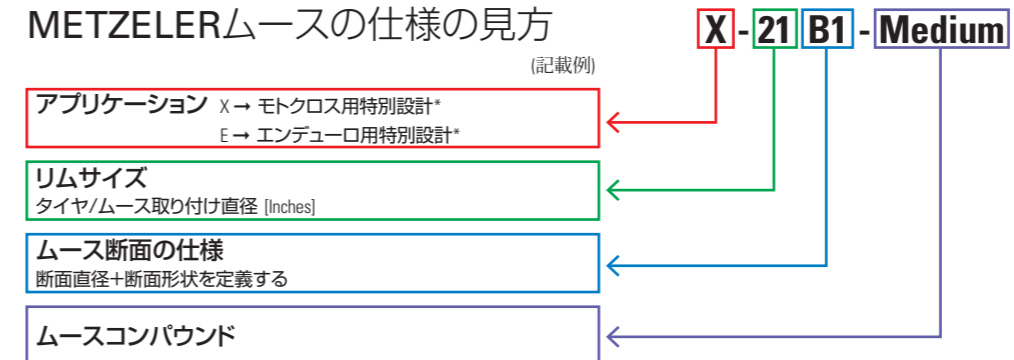 METZELERムースの仕様の見方
X - 21 B1 - Medium
(記載例)
アプリケーション X→ モトクロス用特別設計*
E→ エンデューロ用特別設計*
リムサイズ
タイヤ/ムース取り付け直径 [Inches]
ムース断面の仕様
断面直径+断面形状を定義する
ムースコンパウンド